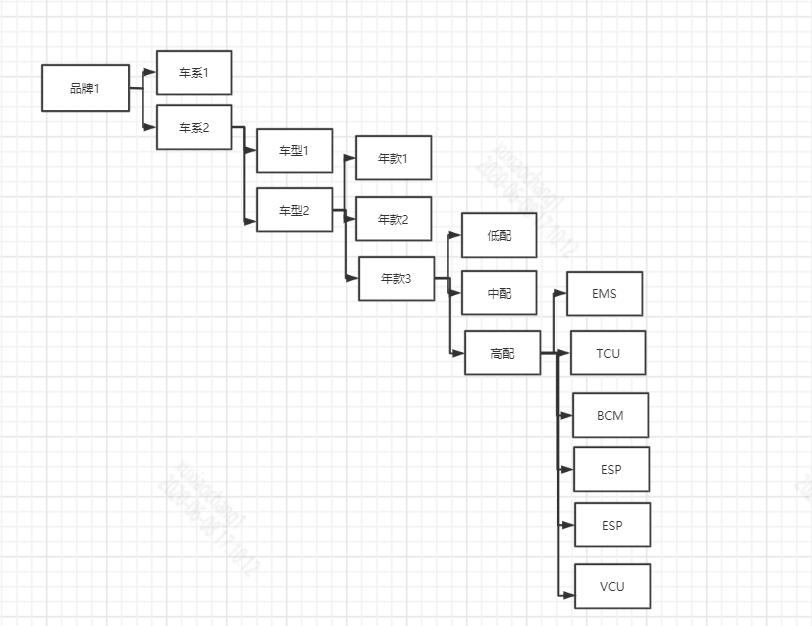 品牌1
车系1
车系2
车型1
车型2
年款1
年款2
年款3
低配
中配
高配
EMS
TCU
BCM
ESP
ESP
VCU